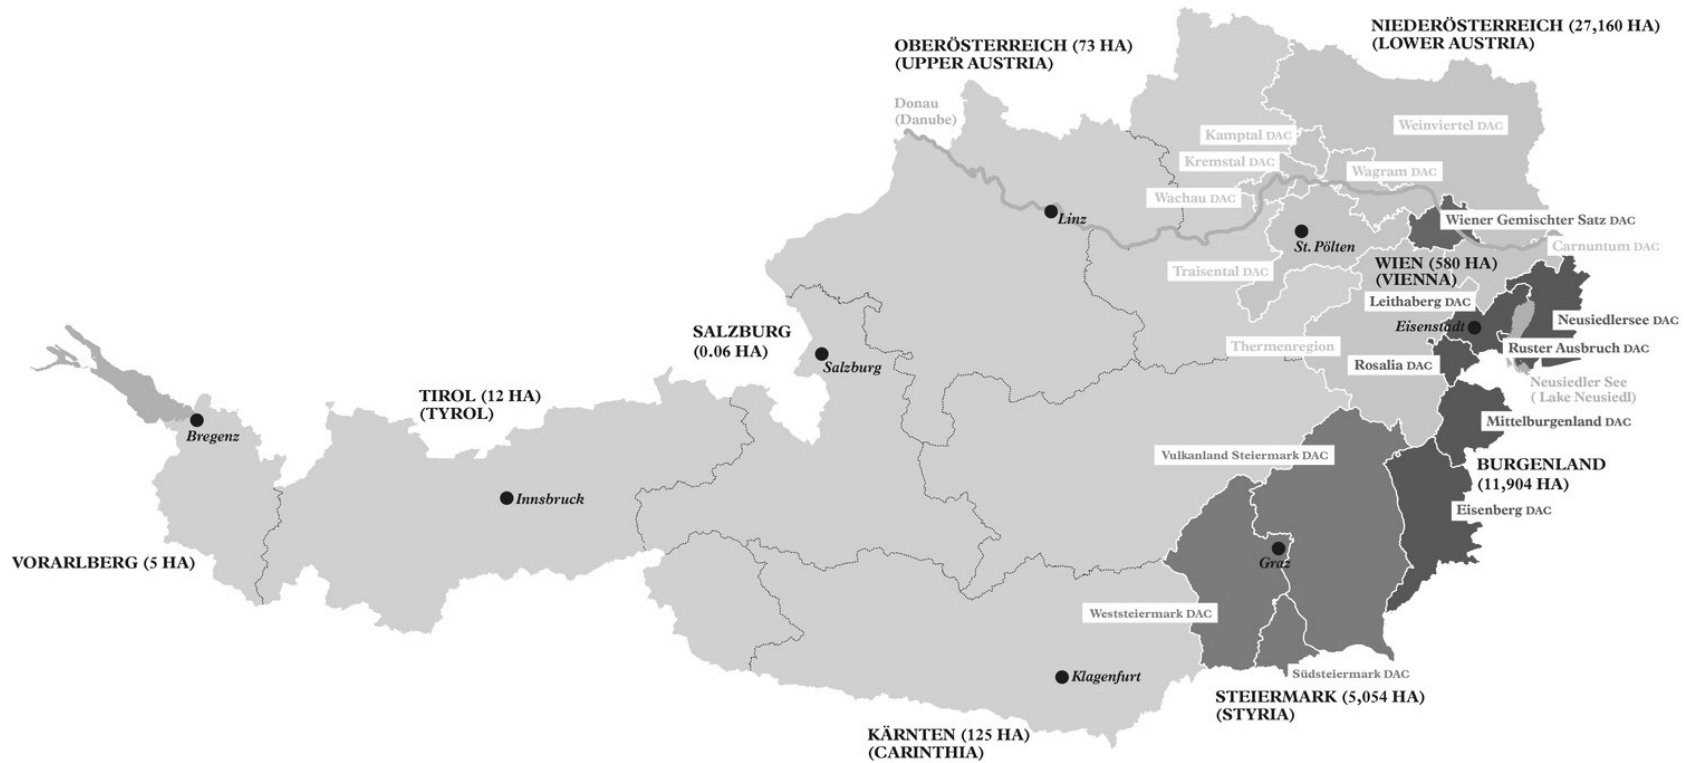 NIEDERÖSTERREICH (27,160 HA)
(LOWER AUSTRIA)
OBERÖSTERREICH (73 HA)
(UPPER AUSTRIA)
Donau
(Danube)
Weinviertel DAC
Kamptal DAC
Kremstal DAC
Wagram DAC
Wachau DAC
Linz
Wiener Gemischter Satz DAC
St. Pölten
Carnuntum DAC
WIEN (580 HA)
(VIENNA)
Traisental DAC
Leithaberg DAC
Eisenstadt
Neusiedlersee DAC
SALZBURG
(0.06 HA)
Salzburg
Thermenregion
Ruster Ausbruch DAC
Rosalia DAC
Neusiedler See
( Lake Neusiedl)
TIROL (12 HA)
(TYROL)
Bregenz
Mittelburgenland DAC
Vulkanland Steiermark DAC
BURGENLAND
(11,904 HA)
Innsbruck
Eisenberg DAC
VORARLBERG (5 HA)
Graz
Weststeiermark DAC
Klagenfurt
Südsteiermark DAC
STEIERMARK (5,054 HA)
(STYRIA)
KÄRNTEN (125 HA)
(CARINTHIA)